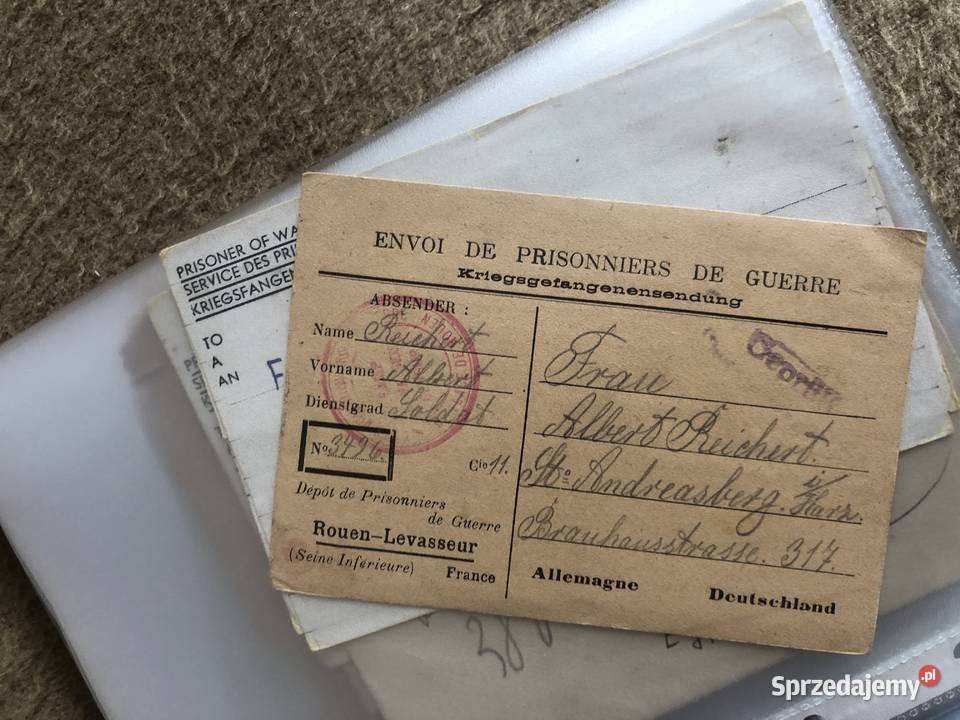 PRISONER OF WA
SERVICE DES PRI
KRIEGSFANGEN
TO
A
AN
F
ENVOI DE PRISONNIERS DE GUERRE
Kriegsgefangenensendung
ABSENDER :
Name Reichert
Vorname Albert
Dienstgrad Soldat
No 3496.
Cie 11.
Dépôt de Prisonniers
de Guerre
Rouen-Levasseur
(Seine Inférieure)
France
Frau
Albert Reichert.
St. Andreasberg. i/Harz.
Brauhausstrasse. 317.
Allemagne
Deutschland
Sprzedajemy.pl